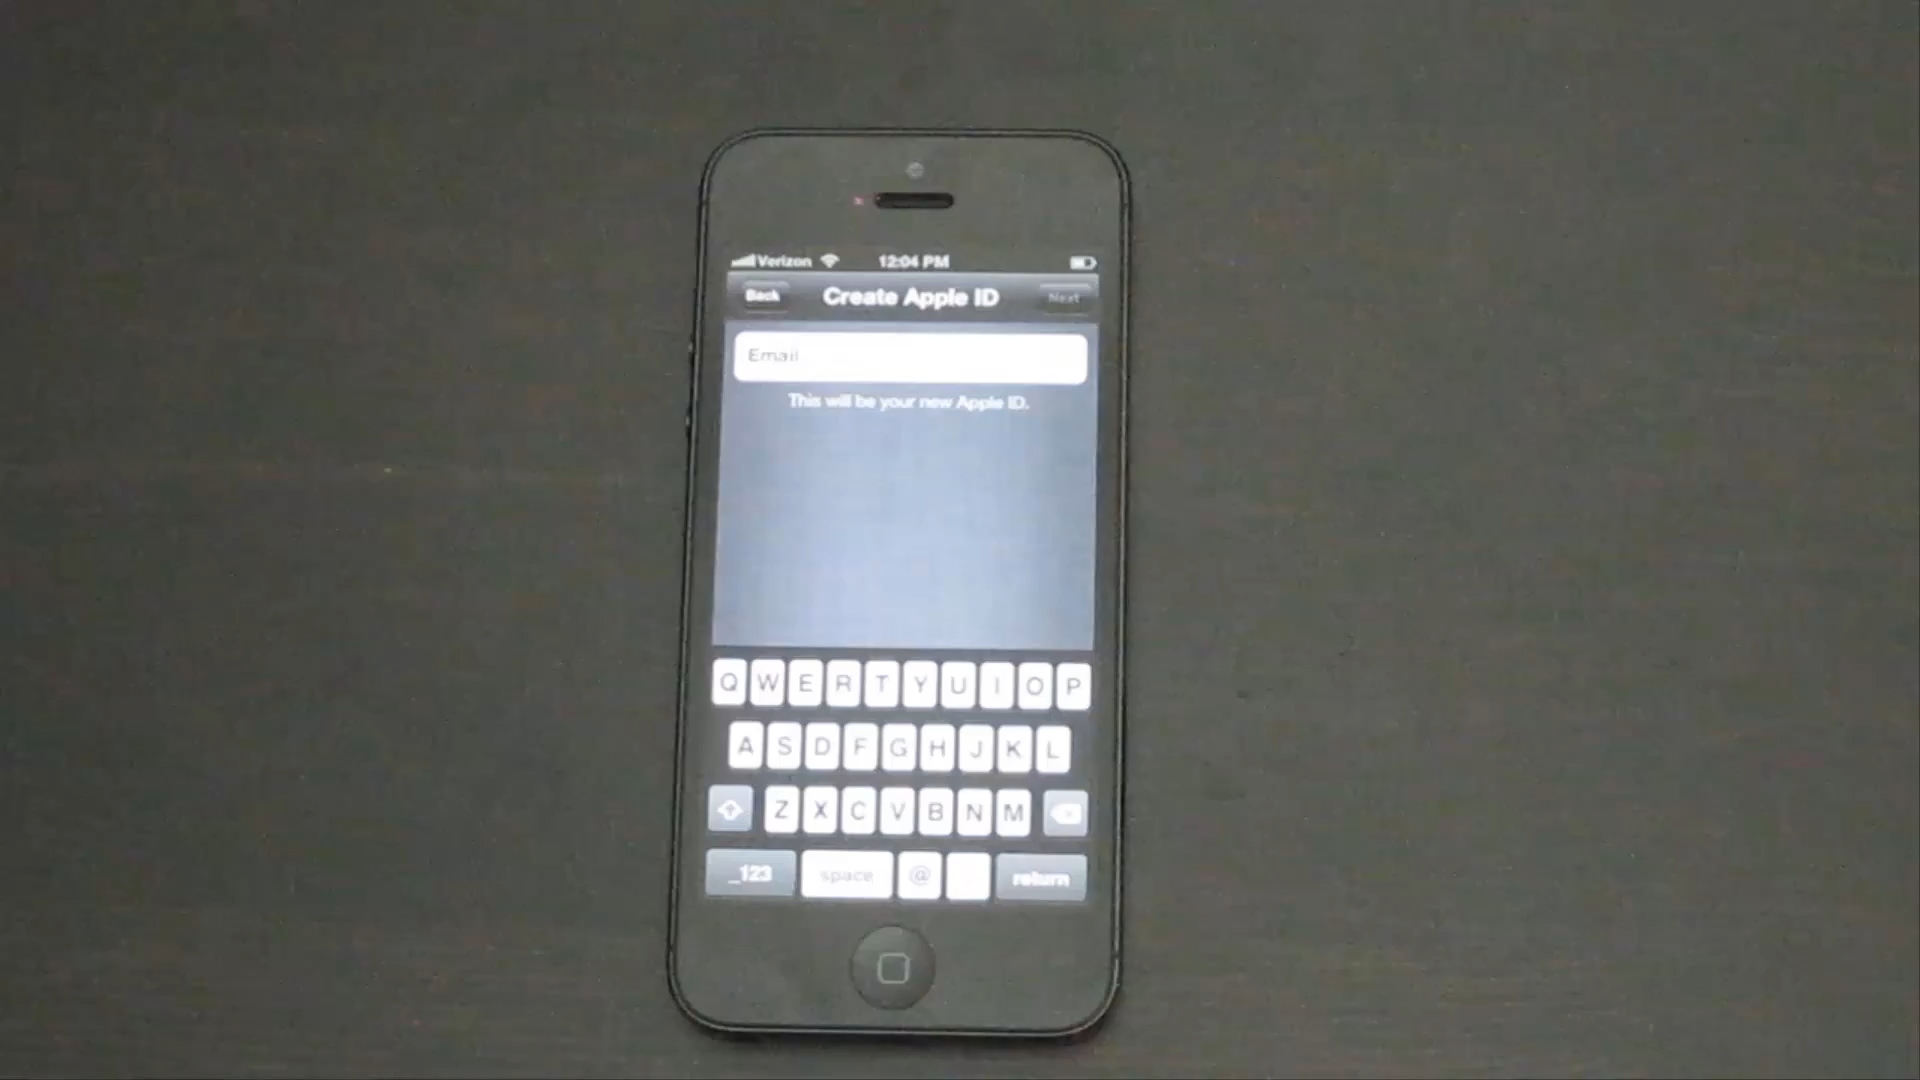 Verizon 12:04 PM
Back Create Apple ID Next
Email
This will be your new Apple ID.
Q W E R T Y U I O P
A S D F G H J K L
Z X C V B N M
_123 space @ return